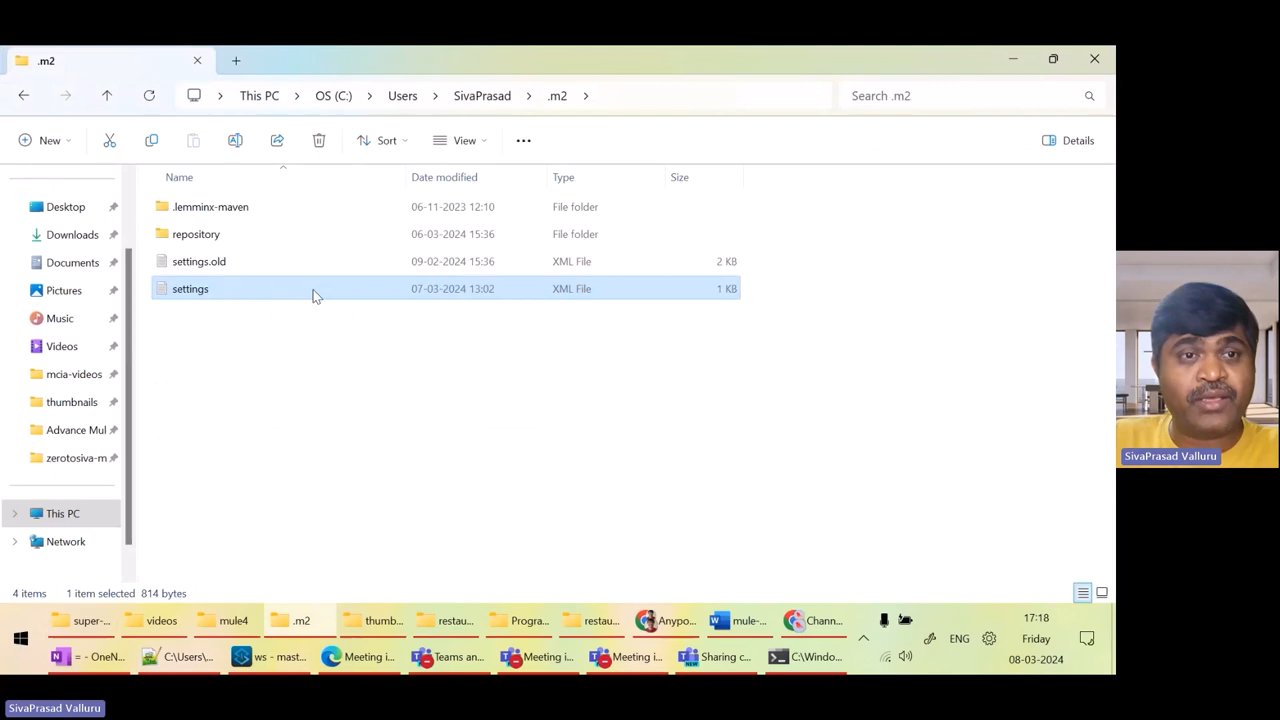 .m2
This PC > OS (C:) > Users > SivaPrasad > .m2 >
Search .m2
New
Sort
View
Details
Name Date modified Type Size
.lemminx-maven 06-11-2023 12:10 File folder
repository 06-03-2024 15:36 File folder
settings.old 09-02-2024 15:36 XML File 2 KB
settings 07-03-2024 13:02 XML File 1 KB
Desktop
Downloads
Documents
Pictures
Music
Videos
mcia-videos
thumbnails
Advance Mul
zerotosiva-m
This PC
Network
SivaPrasad Valluru
4 items 1 item selected 814 bytes
super-... videos mule4 .m2 thumb... restau... Progra... restau... Anypo... mule-... Chann...
= - OneN... C:\Users\... ws - mast... Meeting i... Teams an... Meeting i... Meeting i... Sharing c... C:\Windo...
NEW
ENG
17:18
Friday
08-03-2024
SivaPrasad Valluru